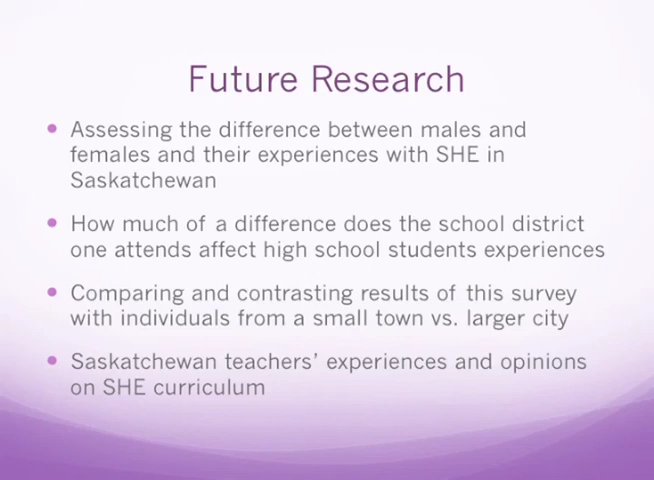 Future Research
Assessing the difference between males and
females and their experiences with SHE in
Saskatchewan
How much of a difference does the school district
one attends affect high school students experiences
Comparing and contrasting results of this survey
with individuals from a small town vs. larger city
Saskatchewan teachers’ experiences and opinions
on SHE curriculum